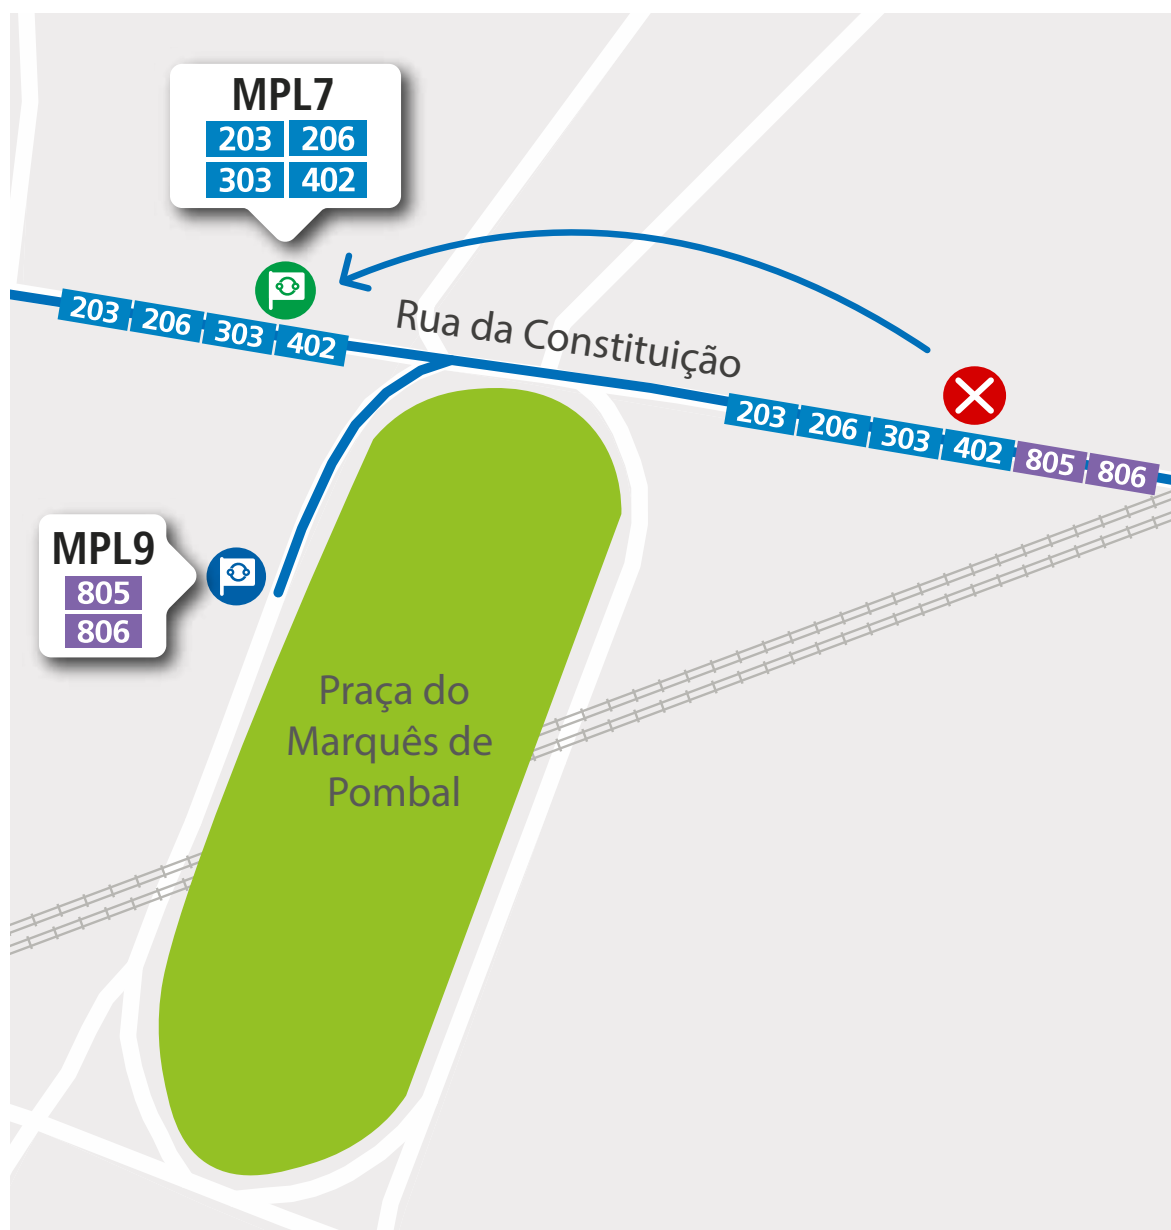 MPL7
203 206
303 402
203 206 303 402
Rua da Constituição
203 206 303 402 805 806
MPL9
805
806
Praça do
Marquês de
Pombal